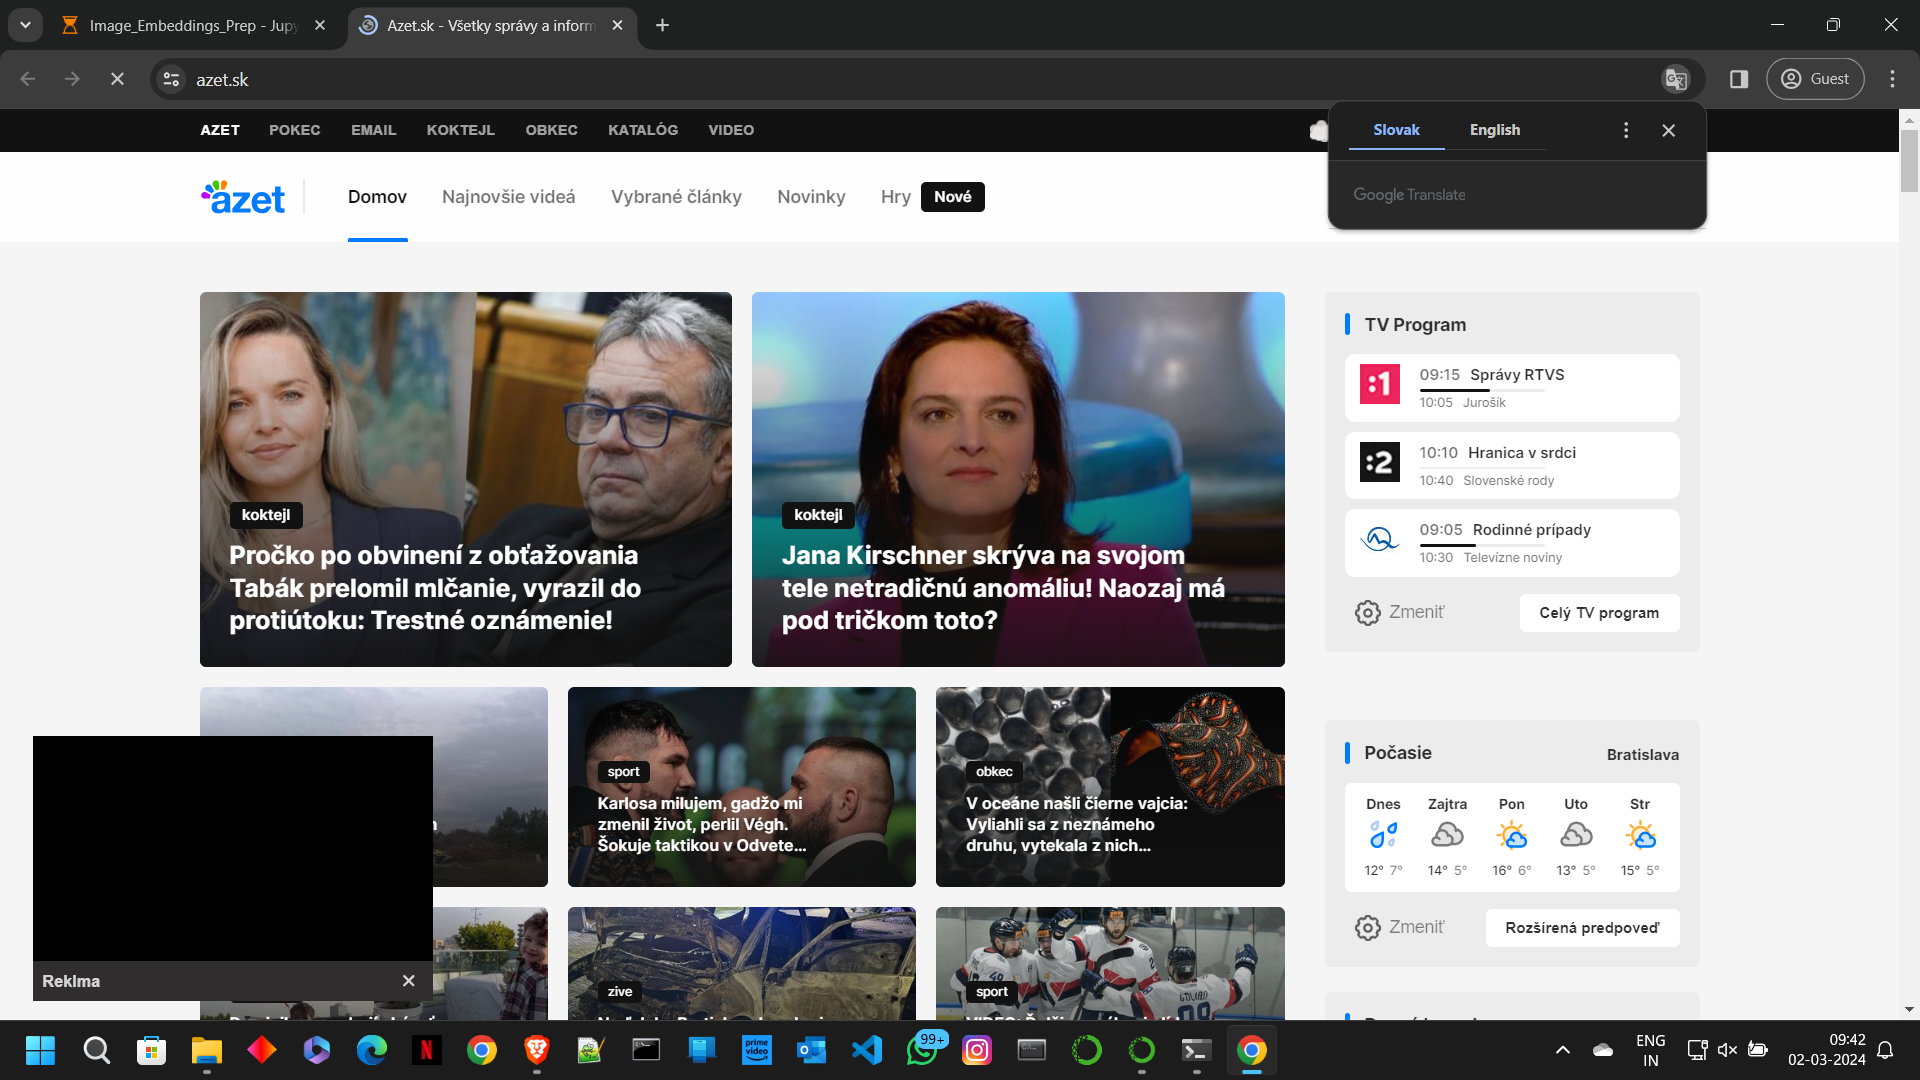 Image_Embeddings_Prep - Jupy
Azet.sk - Všetky správy a inform
azet.sk
Guest
AZET POKEC EMAIL KOKTEJL OBKEC KATALÓG VIDEO
Slovak English
Google Translate
azet
Domov Najnovšie videá Vybrané články Novinky Hry Nové
koktejl
Pročko po obvinení z obťažovania
Tabák prelomil mlčanie, vyrazil do
protiútoku: Trestné oznámenie!
koktejl
Jana Kirschner skrýva na svojom
tele netradičnú anomáliu! Naozaj má
pod tričkom toto?
TV Program
:1
09:15 Správy RTVS
10:05 Jurošík
:2
10:10 Hranica v srdci
10:40 Slovenské rody
09:05 Rodinné prípady
10:30 Televízne noviny
Zmeniť
Celý TV program
sport
Karlosa milujem, gadžo mi
zmenil život, perlil Végh.
Šokuje taktikou v Odvete...
obkec
V oceáne našli čierne vajcia:
Vyliahli sa z neznámeho
druhu, vytekala z nich...
Počasie
Bratislava
Dnes Zajtra Pon Uto Str
12° 7° 14° 5° 16° 6° 13° 5° 15° 5°
Zmeniť
Rozšírená predpoveď
Reklma
zive
sport
prime
video
99+
ENG
IN
09:42
02-03-2024